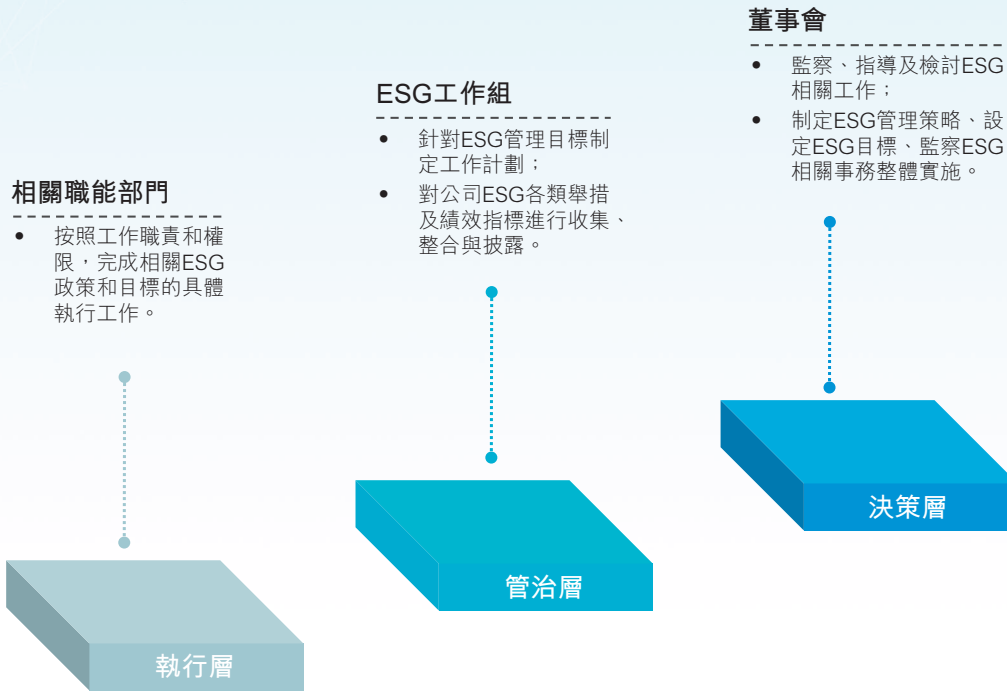 董事會
• 監察、指導及檢討ESG
相關工作；
• 制定ESG管理策略、設
定ESG目標、監察ESG
相關事務整體實施。
ESG工作組
• 針對ESG管理目標制
定工作計劃；
• 對公司ESG各類舉措
及績效指標進行收集、
整合與披露。
相關職能部門
• 按照工作職責和權
限，完成相關ESG
政策和目標的具體
執行工作。
決策層
管治層
執行層